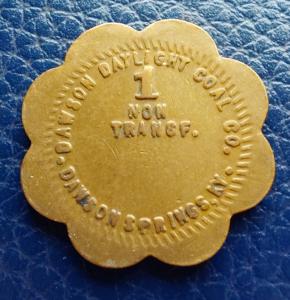 DAWSON DAYLIGHT COAL CO.
1
NON
TRANSF.
DAWSON SPRINGS, KY.